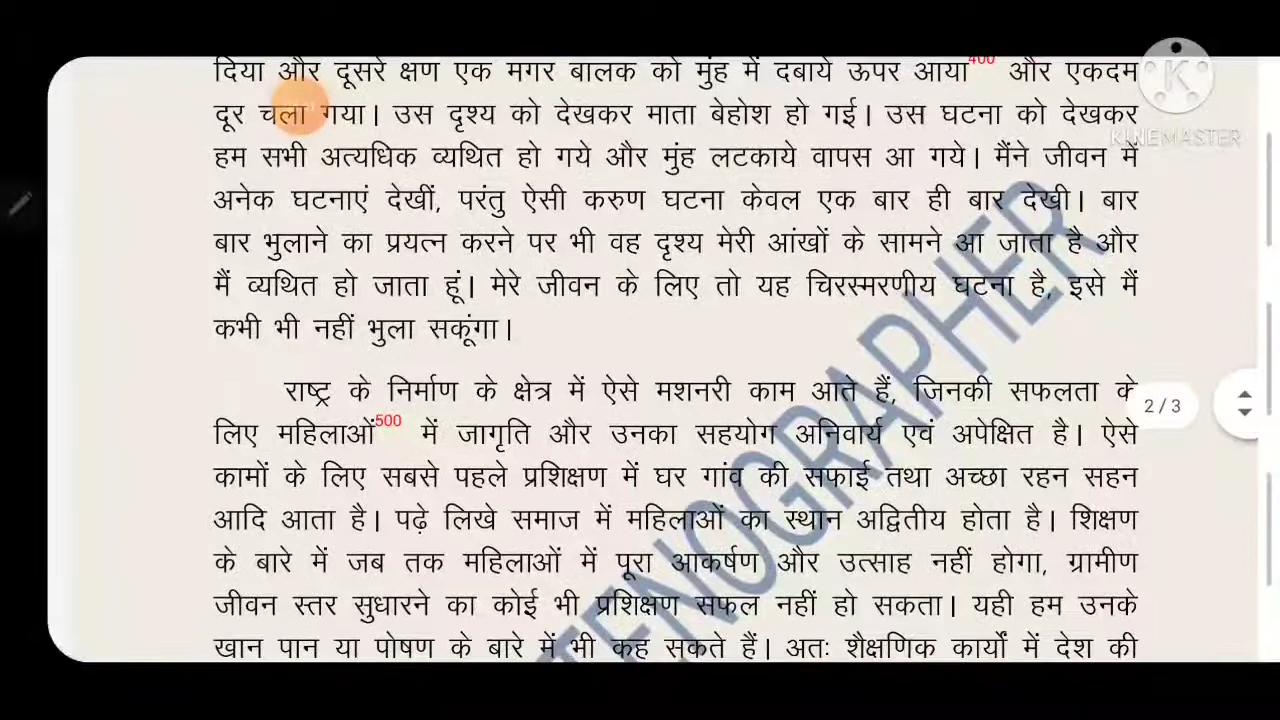 दिया और दूसरे क्षण एक मगर बालक को मुंह में दबाये ऊपर आया400 और एकदम
दूर चला गया। उस दृश्य को देखकर माता बेहोश हो गई। उस घटना को देखकर
हम सभी अत्यधिक व्यथित हो गये और मुंह लटकाये वापस आ गये। मैंने जीवन में
अनेक घटनाएं देखीं, परंतु ऐसी करुण घटना केवल एक बार ही बार देखी। बार
बार भुलाने का प्रयत्न करने पर भी वह दृश्य मेरी आंखों के सामने आ जाता है और
मैं व्यथित हो जाता हूं। मेरे जीवन के लिए तो यह चिरस्मरणीय घटना है, इसे मैं
कभी भी नहीं भुला सकूंगा।
राष्ट्र के निर्माण के क्षेत्र में ऐसे मशनरी काम आते हैं, जिनकी सफलता के
लिए महिलाओं500 में जागृति और उनका सहयोग अनिवार्य एवं अपेक्षित है। ऐसे
कामों के लिए सबसे पहले प्रशिक्षण में घर गांव की सफाई तथा अच्छा रहन सहन
आदि आता है। पढ़े लिखे समाज में महिलाओं का स्थान अद्वितीय होता है। शिक्षण
के बारे में जब तक महिलाओं में पूरा आकर्षण और उत्साह नहीं होगा, ग्रामीण
जीवन स्तर सुधारने का कोई भी प्रशिक्षण सफल नहीं हो सकता। यही हम उनके
खान पान या पोषण के बारे में भी कह सकते हैं। अतः शैक्षणिक कार्यों में देश की
2/3
K
KINEMASTER
TENOGRAPHER